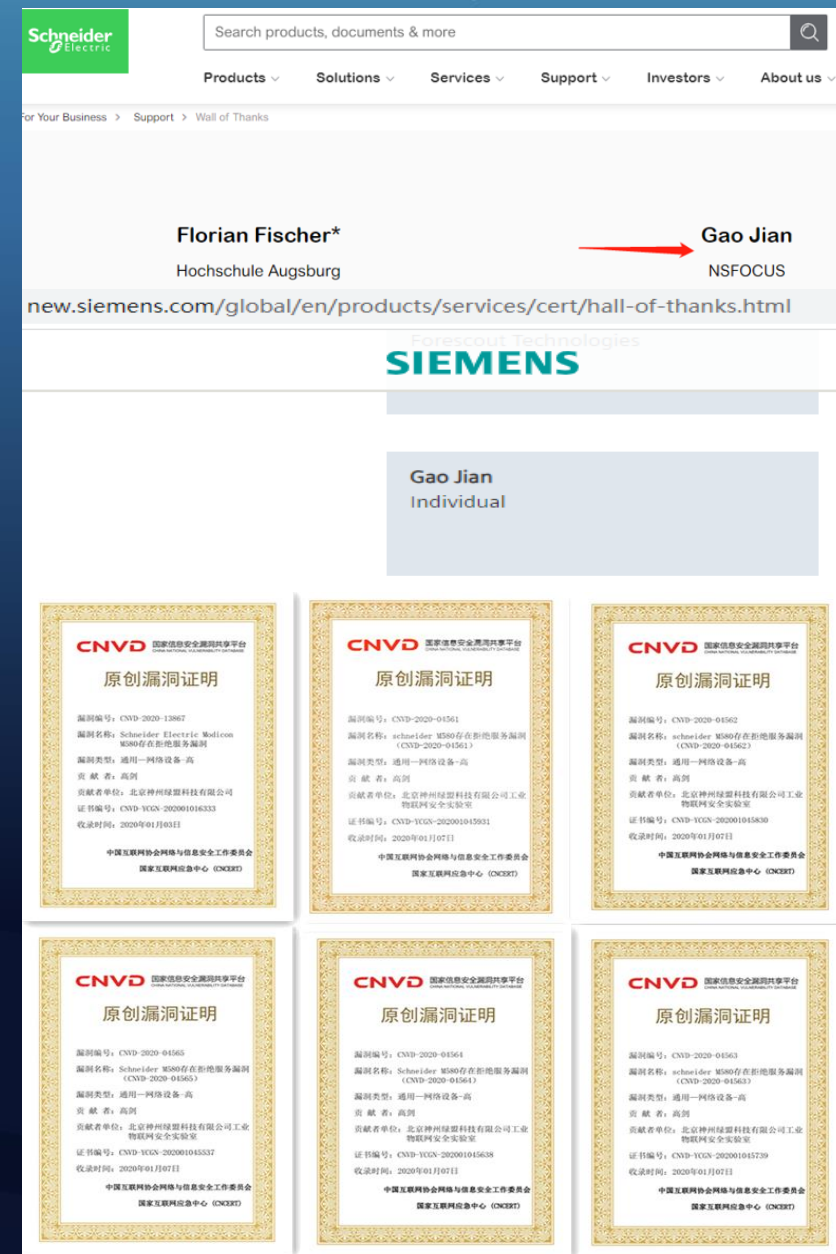 Schneider
Electric
Search products, documents & more
Products
Solutions
Services
Support
Investors
About us
For Your Business > Support > Wall of Thanks
Florian Fischer*
Gao Jian
Hochschule Augsburg
NSFOCUS
new.siemens.com/global/en/products/services/cert/hall-of-thanks.html
Forescout Technologies
SIEMENS
Gao Jian
Individual
CNVD 国家信息安全漏洞共享平台
CHINA NATIONAL VULNERABILITY DATABASE
原创漏洞证明
漏洞编号：CNVD-2020-13867
漏洞名称：Schneider Electric Modicon
M580存在拒绝服务漏洞
漏洞类型：通用—网络设备-高
贡 献 者：高剑
贡献者单位：北京神州绿盟科技有限公司
证书编号：CNVD-YCGN-202001016333
收录时间：2020年01月03日
中国互联网协会网络与信息安全工作委员会
国家互联网应急中心（CNCERT）
CNVD 国家信息安全漏洞共享平台
CHINA NATIONAL VULNERABILITY DATABASE
原创漏洞证明
漏洞编号：CNVD-2020-04561
漏洞名称：schneider M580存在拒绝服务漏洞
（CNVD-2020-04561）
漏洞类型：通用—网络设备-高
贡 献 者：高剑
贡献者单位：北京神州绿盟科技有限公司工业
物联网安全实验室
证书编号：CNVD-YCGN-202001045931
收录时间：2020年01月07日
中国互联网协会网络与信息安全工作委员会
国家互联网应急中心（CNCERT）
CNVD 国家信息安全漏洞共享平台
CHINA NATIONAL VULNERABILITY DATABASE
原创漏洞证明
漏洞编号：CNVD-2020-04562
漏洞名称：schneider M580存在拒绝服务漏洞
（CNVD-2020-04562）
漏洞类型：通用—网络设备-高
贡 献 者：高剑
贡献者单位：北京神州绿盟科技有限公司工业
物联网安全实验室
证书编号：CNVD-YCGN-202001045830
收录时间：2020年01月07日
中国互联网协会网络与信息安全工作委员会
国家互联网应急中心（CNCERT）
CNVD 国家信息安全漏洞共享平台
CHINA NATIONAL VULNERABILITY DATABASE
原创漏洞证明
漏洞编号：CNVD-2020-04565
漏洞名称：Schneider M580存在拒绝服务漏洞
（CNVD-2020-04565）
漏洞类型：通用—网络设备-高
贡 献 者：高剑
贡献者单位：北京神州绿盟科技有限公司工业
物联网安全实验室
证书编号：CNVD-YCGN-202001045537
收录时间：2020年01月07日
中国互联网协会网络与信息安全工作委员会
国家互联网应急中心（CNCERT）
CNVD 国家信息安全漏洞共享平台
CHINA NATIONAL VULNERABILITY DATABASE
原创漏洞证明
漏洞编号：CNVD-2020-04564
漏洞名称：Schneider M580存在拒绝服务漏洞
（CNVD-2020-04564）
漏洞类型：通用—网络设备-高
贡 献 者：高剑
贡献者单位：北京神州绿盟科技有限公司工业
物联网安全实验室
证书编号：CNVD-YCGN-202001045638
收录时间：2020年01月07日
中国互联网协会网络与信息安全工作委员会
国家互联网应急中心（CNCERT）
CNVD 国家信息安全漏洞共享平台
CHINA NATIONAL VULNERABILITY DATABASE
原创漏洞证明
漏洞编号：CNVD-2020-04563
漏洞名称：schneider M580存在拒绝服务漏洞
（CNVD-2020-04563）
漏洞类型：通用—网络设备-高
贡 献 者：高剑
贡献者单位：北京神州绿盟科技有限公司工业
物联网安全实验室
证书编号：CNVD-YCGN-202001045739
收录时间：2020年01月07日
中国互联网协会网络与信息安全工作委员会
国家互联网应急中心（CNCERT）